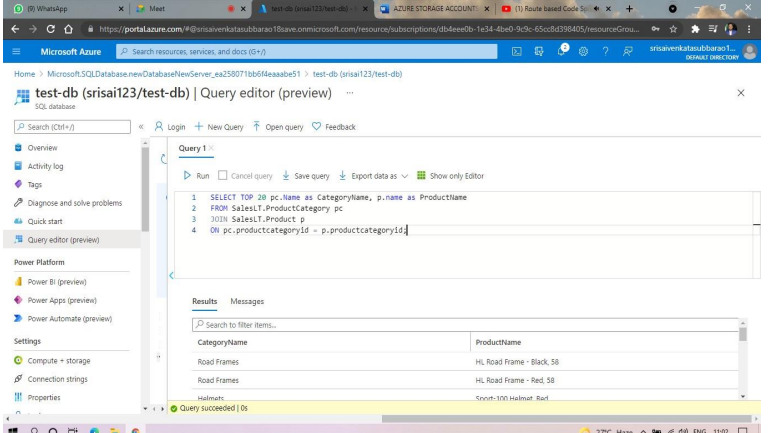 (9) WhatsApp
Meet
test-db (srisai123/test-db) -
AZURE STORAGE ACCOUNT:
(1) Route based Code Sp
https://portal.azure.com/#@srisaivenkatasubbarao18save.onmicrosoft.com/resource/subscriptions/db4eee0b-1e34-4be0-9c9c-65cc8d398405/resourceGrou...
Microsoft Azure
Search resources, services, and docs (G+/)
srisaivenkatasubbarao1...
DEFAULT DIRECTORY
Home > Microsoft.SQLDatabase.newDatabaseNewServer_ea258071bb6f4eaaabe51 > test-db (srisai123/test-db)
test-db (srisai123/test-db) | Query editor (preview) ...
SQL database
Search (Ctrl+/)
Overview
Activity log
Tags
Diagnose and solve problems
Quick start
Query editor (preview)
Power Platform
Power BI (preview)
Power Apps (preview)
Power Automate (preview)
Settings
Compute + storage
Connection strings
Properties
Login
New Query
Open query
Feedback
Query 1
Run
Cancel query
Save query
Export data as
Show only Editor
1 SELECT TOP 20 pc.Name as CategoryName, p.name as ProductName
2 FROM SalesLT.ProductCategory pc
3 JOIN SalesLT.Product p
4 ON pc.productcategoryid = p.productcategoryid;
Results
Messages
Search to filter items...
CategoryName
ProductName
Road Frames
HL Road Frame - Black, 58
Road Frames
HL Road Frame - Red, 58
Helmets
Sport-100 Helmet, Red
Query succeeded | 0s
27°C Haze
ENG
11:02